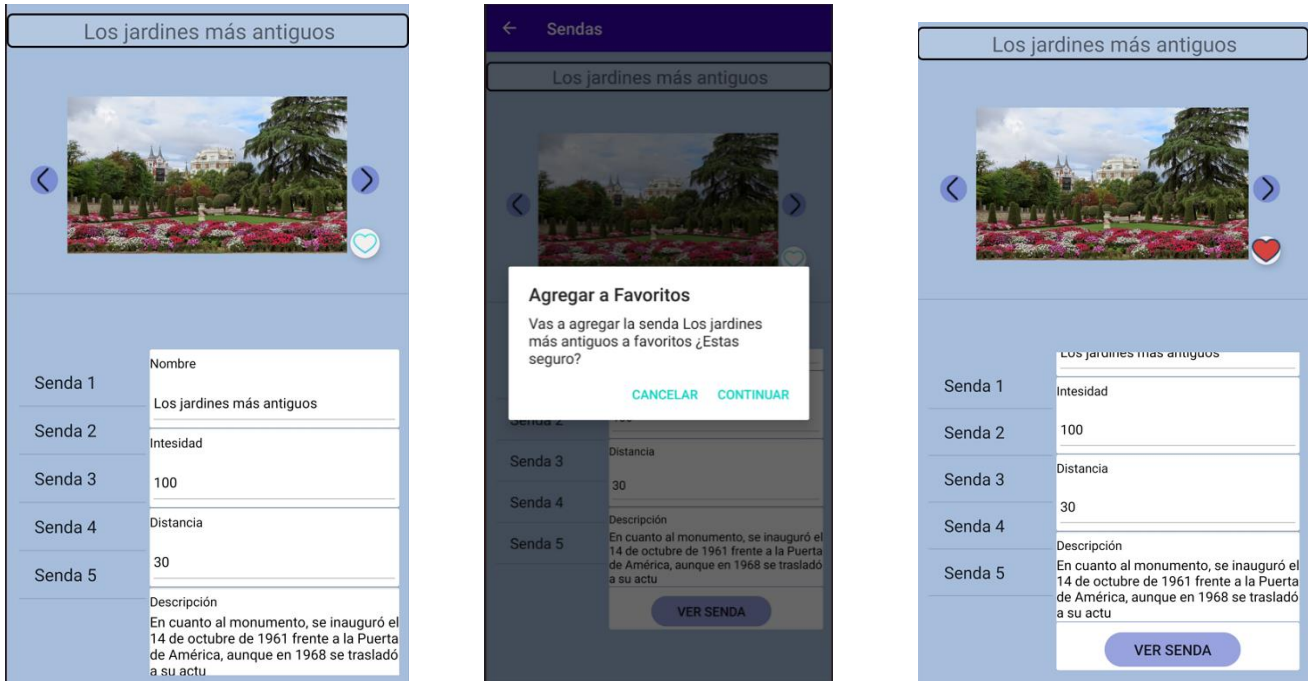 Los jardines más antiguos
Senda 1
Senda 2
Senda 3
Senda 4
Senda 5
Nombre
Los jardines más antiguos
Intesidad
100
Distancia
30
Descripción
En cuanto al monumento, se inauguró el
14 de octubre de 1961 frente a la Puerta
de América, aunque en 1968 se trasladó
a su actu
Sendas
Los jardines más antiguos
Agregar a Favoritos
Vas a agregar la senda Los jardines
más antiguos a favoritos ¿Estas
seguro?
CANCELAR CONTINUAR
Senda 2
Senda 3
Senda 4
Senda 5
100
Distancia
30
Descripción
En cuanto al monumento, se inauguró el
14 de octubre de 1961 frente a la Puerta
de América, aunque en 1968 se trasladó
a su actu
VER SENDA
Los jardines más antiguos
Senda 1
Senda 2
Senda 3
Senda 4
Senda 5
Los jardines más antiguos
Intesidad
100
Distancia
30
Descripción
En cuanto al monumento, se inauguró el
14 de octubre de 1961 frente a la Puerta
de América, aunque en 1968 se trasladó
a su actu
VER SENDA